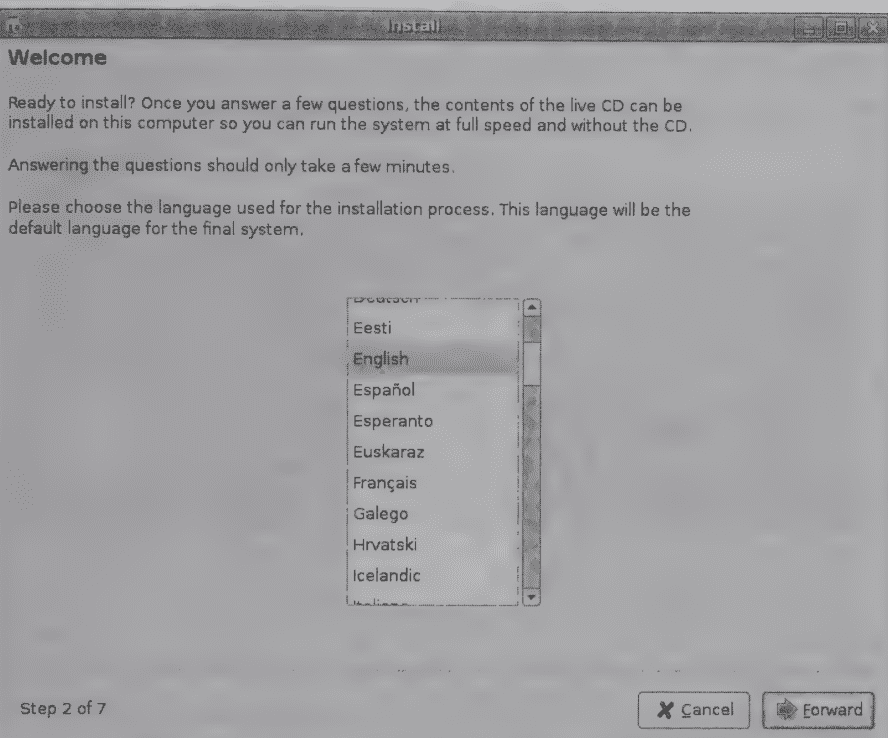 Install
Welcome
Ready to install? Once you answer a few questions, the contents of the live CD can be
installed on this computer so you can run the system at full speed and without the CD.
Answering the questions should only take a few minutes.
Please choose the language used for the installation process. This language will be the
default language for the final system.
Deutsch
Eesti
English
Español
Esperanto
Euskaraz
Français
Galego
Hrvatski
Icelandic
Italiano
Step 2 of 7
Cancel
Forward